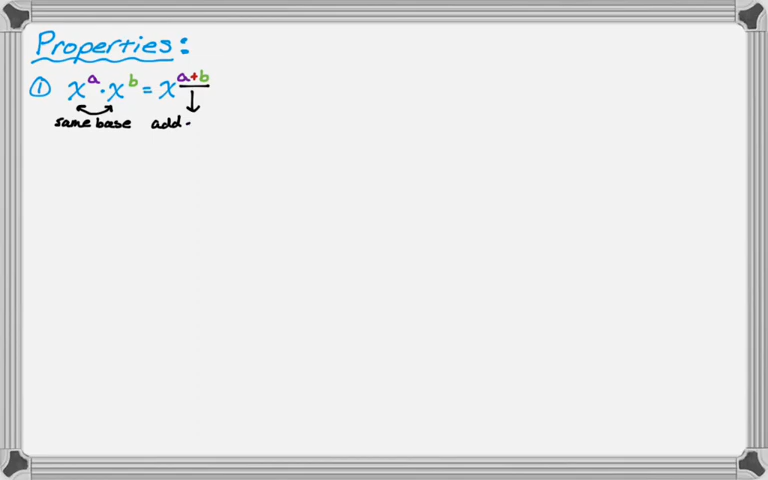 Properties:
① x^a · x^b = x^(a+b)
same base add